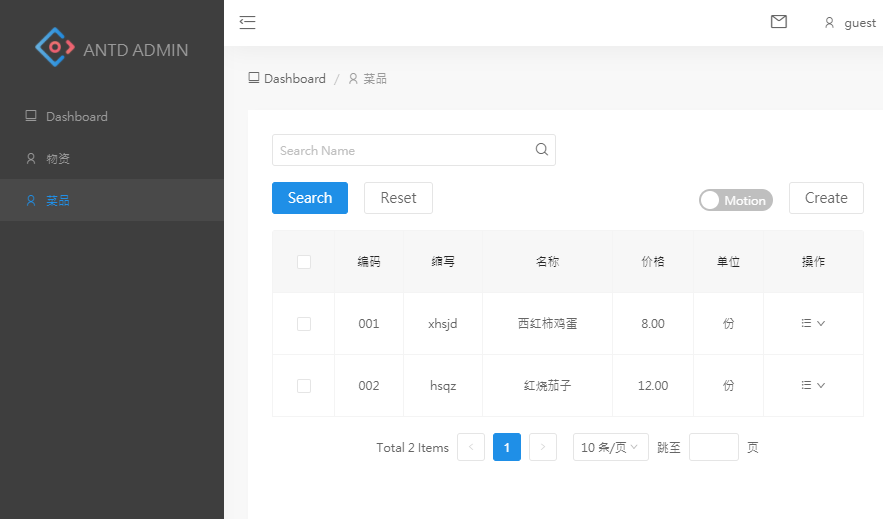 ANTD ADMIN
guest
Dashboard / 菜品
Dashboard
物资
菜品
Search Name
Search Reset Motion Create
编码 缩写 名称 价格 单位 操作
001 xhsjd 西红柿鸡蛋 8.00 份
002 hsqz 红烧茄子 12.00 份
Total 2 Items < 1 > 10 条/页 跳至 页